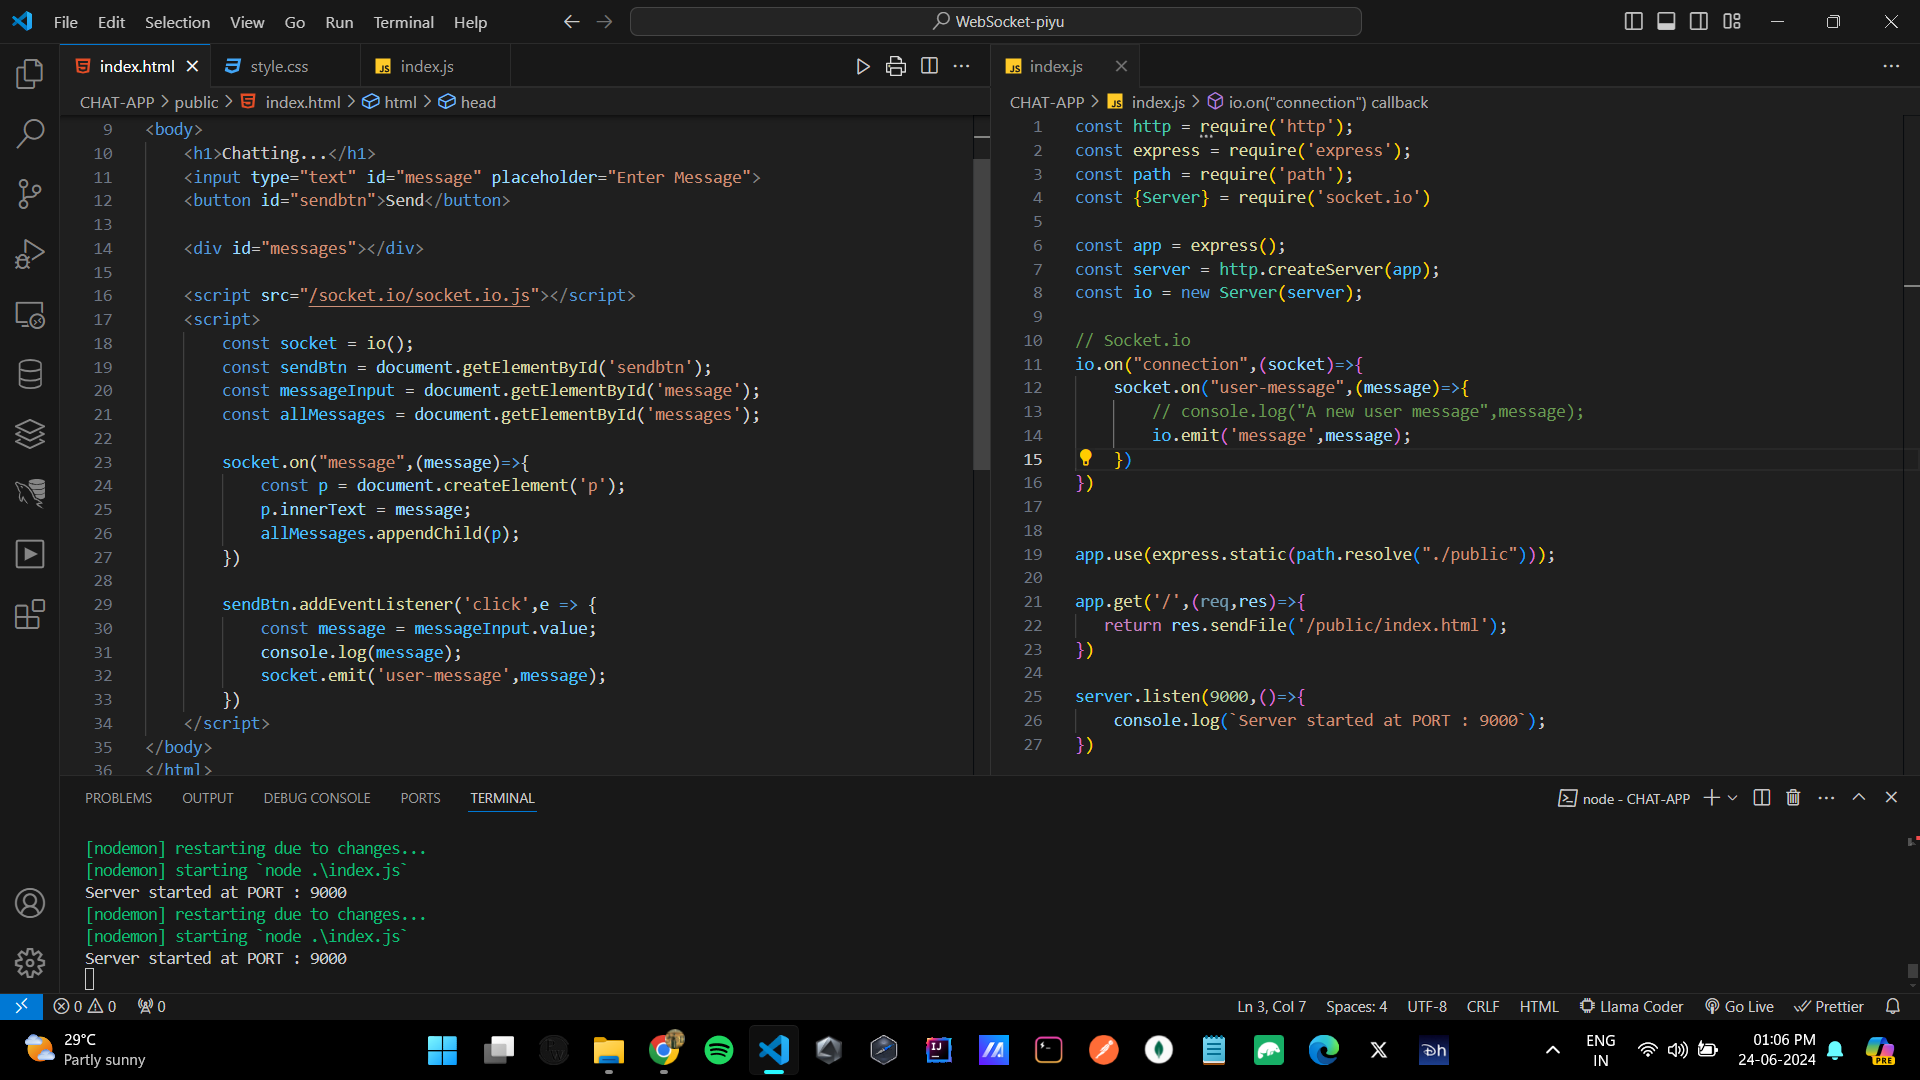 File Edit Selection View Go Run Terminal Help
WebSocket-piyu
index.html
style.css
index.js
CHAT-APP > public > index.html > html > head
9 <body>
10 <h1>Chatting...</h1>
11 <input type="text" id="message" placeholder="Enter Message">
12 <button id="sendbtn">Send</button>
13
14 <div id="messages"></div>
15
16 <script src="/socket.io/socket.io.js"></script>
17 <script>
18 const socket = io();
19 const sendBtn = document.getElementById('sendbtn');
20 const messageInput = document.getElementById('message');
21 const allMessages = document.getElementById('messages');
22
23 socket.on("message",(message)=>{
24 const p = document.createElement('p');
25 p.innerText = message;
26 allMessages.appendChild(p);
27 })
28
29 sendBtn.addEventListener('click',e => {
30 const message = messageInput.value;
31 console.log(message);
32 socket.emit('user-message',message);
33 })
34 </script>
35 </body>
36 </html>
index.js
CHAT-APP > index.js > io.on("connection") callback
1 const http = require('http');
2 const express = require('express');
3 const path = require('path');
4 const {Server} = require('socket.io')
5
6 const app = express();
7 const server = http.createServer(app);
8 const io = new Server(server);
9
10 // Socket.io
11 io.on("connection",(socket)=>{
12 socket.on("user-message",(message)=>{
13 // console.log("A new user message",message);
14 io.emit('message',message);
15 })
16 })
17
18
19 app.use(express.static(path.resolve("./public")));
20
21 app.get('/',(req,res)=>{
22 return res.sendFile('/public/index.html');
23 })
24
25 server.listen(9000,()=>{
26 console.log(`Server started at PORT : 9000`);
27 })
PROBLEMS OUTPUT DEBUG CONSOLE PORTS TERMINAL
node - CHAT-APP
[nodemon] restarting due to changes...
[nodemon] starting `node .\index.js`
Server started at PORT : 9000
[nodemon] restarting due to changes...
[nodemon] starting `node .\index.js`
Server started at PORT : 9000
0 0 0
Ln 3, Col 7 Spaces: 4 UTF-8 CRLF HTML Llama Coder Go Live Prettier
29°C
Partly sunny
ENG
IN
01:06 PM
24-06-2024
PRE